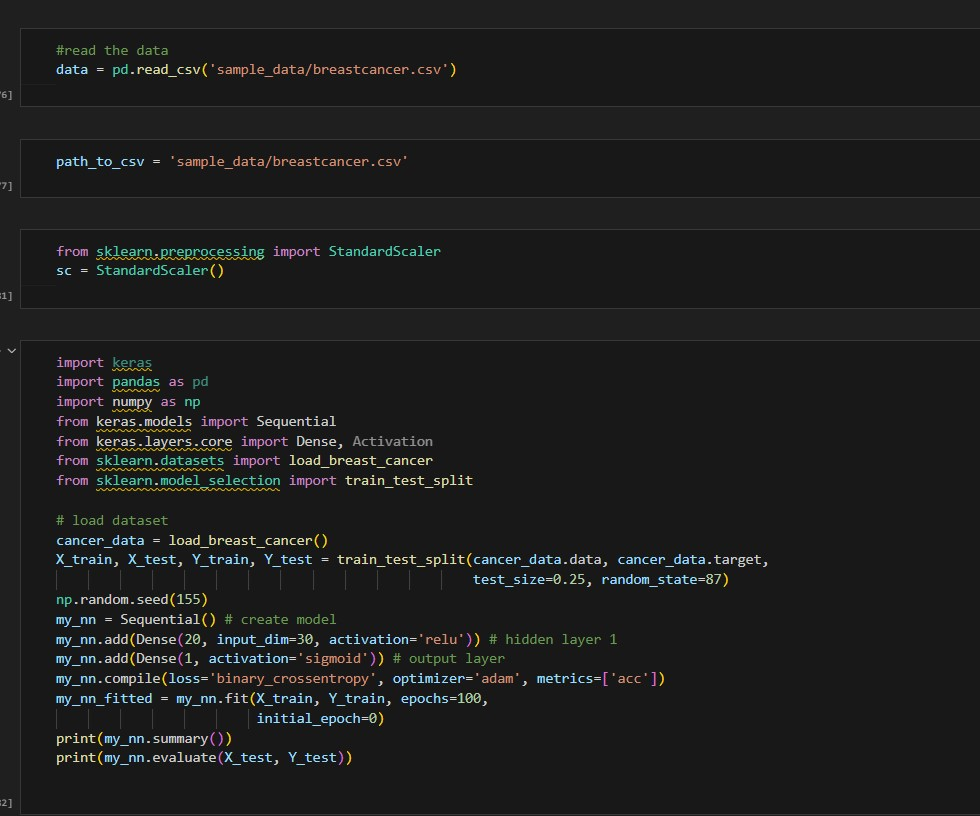 #read the data
data = pd.read_csv('sample_data/breastcancer.csv')
6]
path_to_csv = 'sample_data/breastcancer.csv'
7]
from sklearn.preprocessing import StandardScaler
sc = StandardScaler()
31]
import keras
import pandas as pd
import numpy as np
from keras.models import Sequential
from keras.layers.core import Dense, Activation
from sklearn.datasets import load_breast_cancer
from sklearn.model_selection import train_test_split
# load dataset
cancer_data = load_breast_cancer()
X_train, X_test, Y_train, Y_test = train_test_split(cancer_data.data, cancer_data.target,
test_size=0.25, random_state=87)
np.random.seed(155)
my_nn = Sequential() # create model
my_nn.add(Dense(20, input_dim=30, activation='relu')) # hidden layer 1
my_nn.add(Dense(1, activation='sigmoid')) # output layer
my_nn.compile(loss='binary_crossentropy', optimizer='adam', metrics=['acc'])
my_nn_fitted = my_nn.fit(X_train, Y_train, epochs=100,
initial_epoch=0)
print(my_nn.summary())
print(my_nn.evaluate(X_test, Y_test))
32]